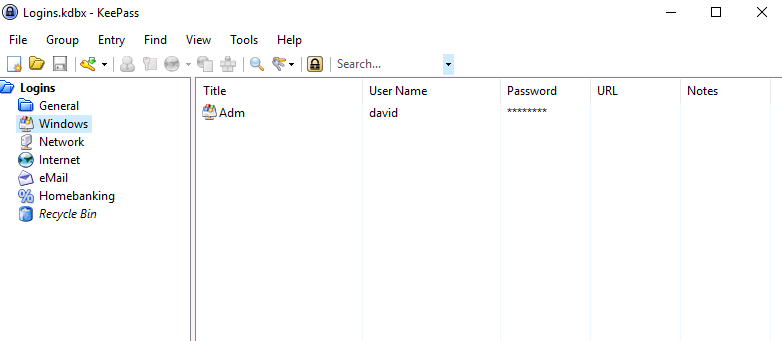 Logins.kdbx - KeePass
File Group Entry Find View Tools Help
Search...
Logins
General
Windows
Network
Internet
eMail
Homebanking
Recycle Bin
Title User Name Password URL Notes
Adm david ********